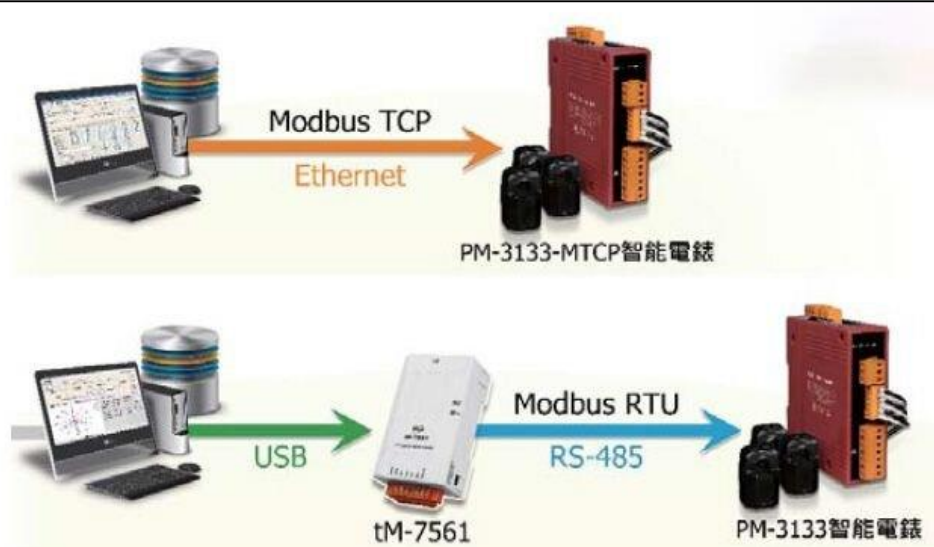 Modbus TCP
Ethernet
PM-3133-MTCP智能電錶
Modbus RTU
USB
RS-485
tM-7561
PM-3133智能電錶